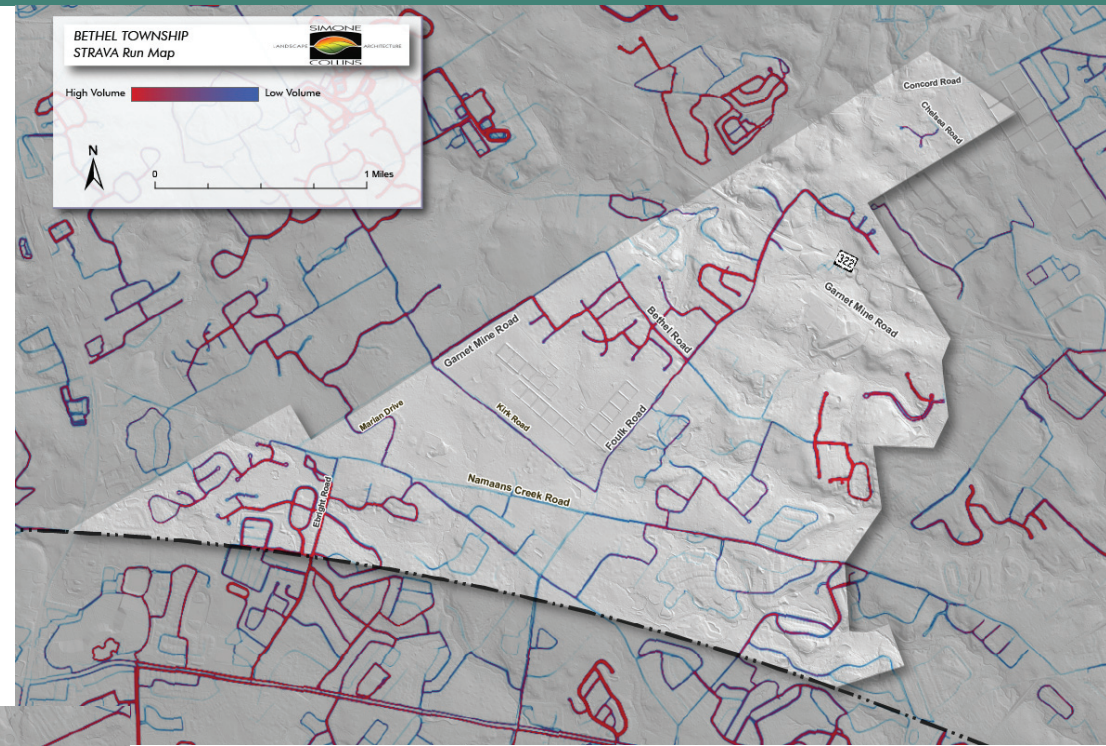 BETHEL TOWNSHIP
STRAVA Run Map
SIMONE
LANDSCAPE ARCHITECTURE
COLLINS
High Volume Low Volume
N
0 1 Miles
Concord Road
Chelsea Road
322
Garnet Mine Road
Bethel Road
Garnet Mine Road
Marian Drive
Kirk Road
Foulk Road
Namaans Creek Road
Ebright Road